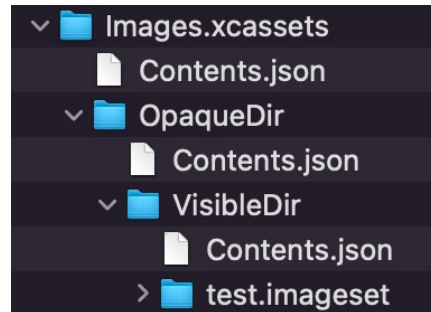 Images.xcassets
Contents.json
OpaqueDir
Contents.json
VisibleDir
Contents.json
test.imageset